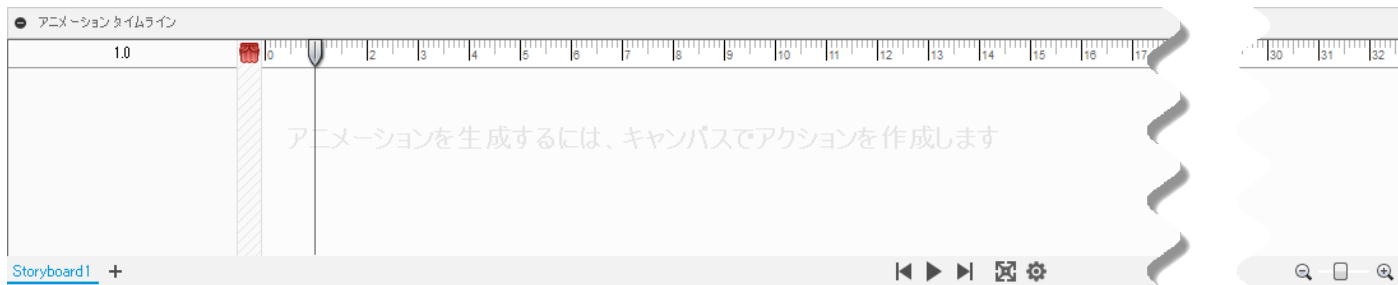 アニメーション タイムライン
1.0 0 2 3 4 5 6 7 8 9 10 11 12 13 14 15 16 17 30 31 32
アニメーションを生成するには、キャンバスでアクションを作成します
Storyboard1 +